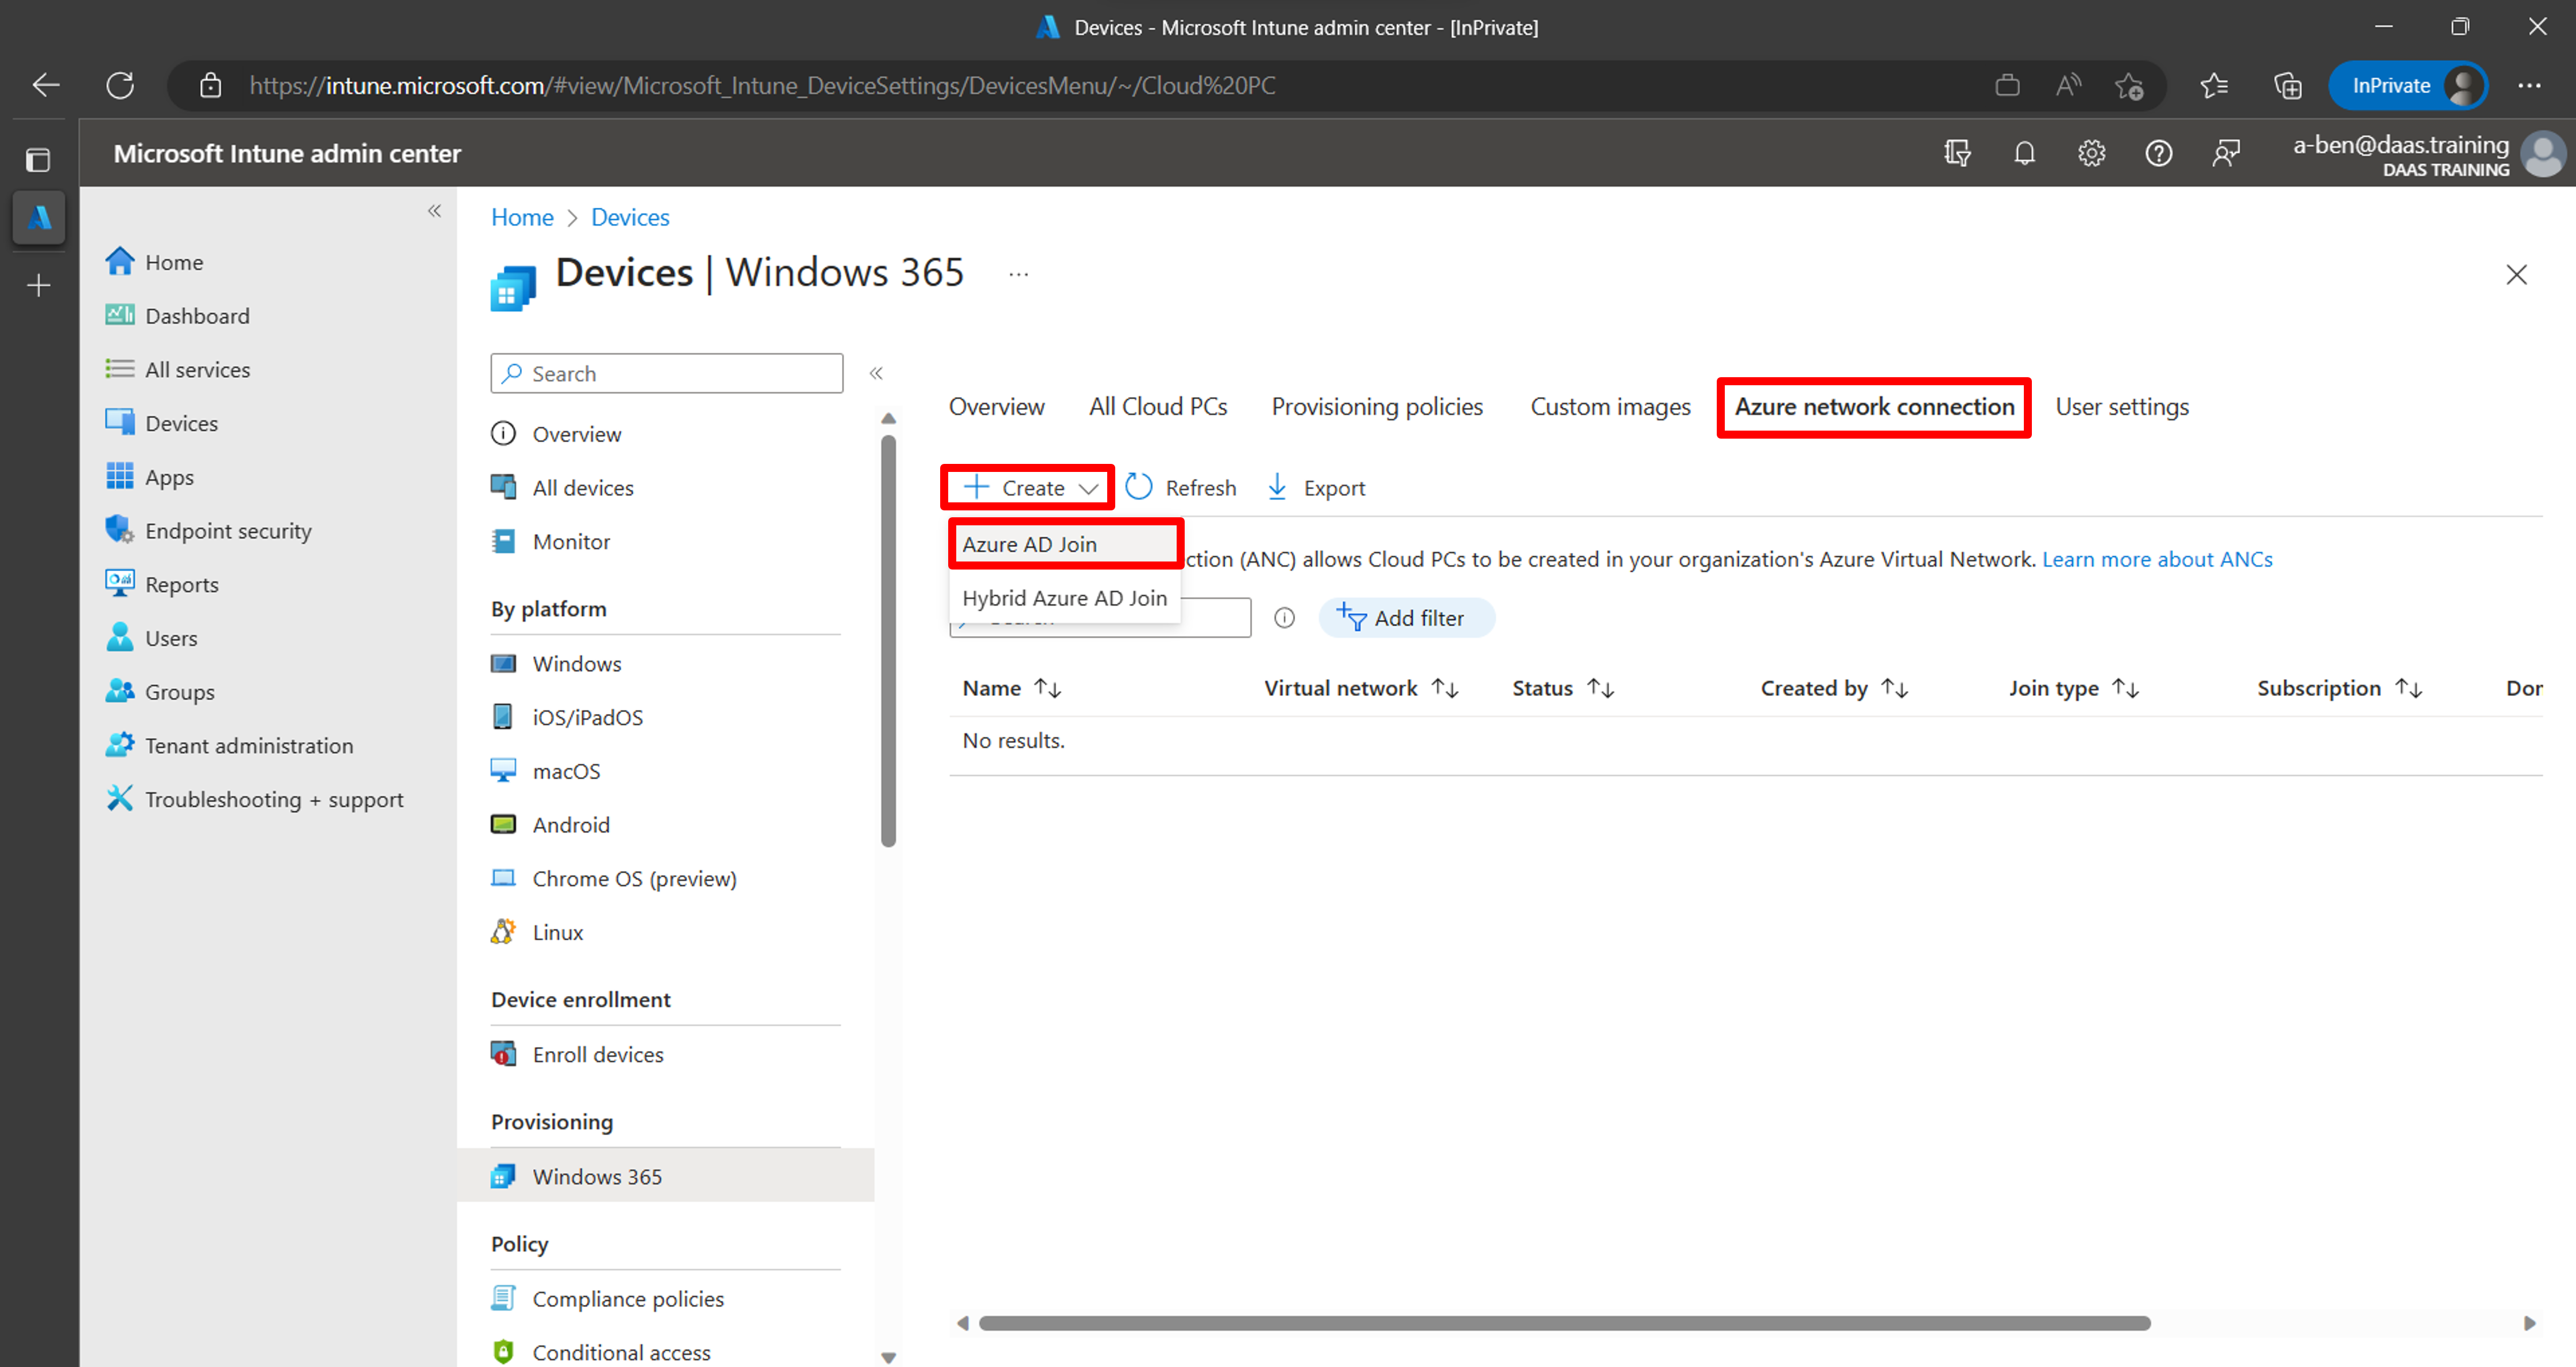 Devices - Microsoft Intune admin center - [InPrivate]
https://intune.microsoft.com/#view/Microsoft_Intune_DeviceSettings/DevicesMenu/~/Cloud%20PC
InPrivate
Microsoft Intune admin center
a-ben@daas.training
DAAS TRAINING
Home
Dashboard
All services
Devices
Apps
Endpoint security
Reports
Users
Groups
Tenant administration
Troubleshooting + support
Home > Devices
Devices | Windows 365 ...
Search
Overview
All devices
Monitor
By platform
Windows
iOS/iPadOS
macOS
Android
Chrome OS (preview)
Linux
Device enrollment
Enroll devices
Provisioning
Windows 365
Policy
Compliance policies
Conditional access
Overview All Cloud PCs Provisioning policies Custom images Azure network connection User settings
Create Refresh Export
Azure AD Join
Hybrid Azure AD Join
ction (ANC) allows Cloud PCs to be created in your organization's Azure Virtual Network. Learn more about ANCs
Add filter
Name Virtual network Status Created by Join type Subscription Dor
No results.